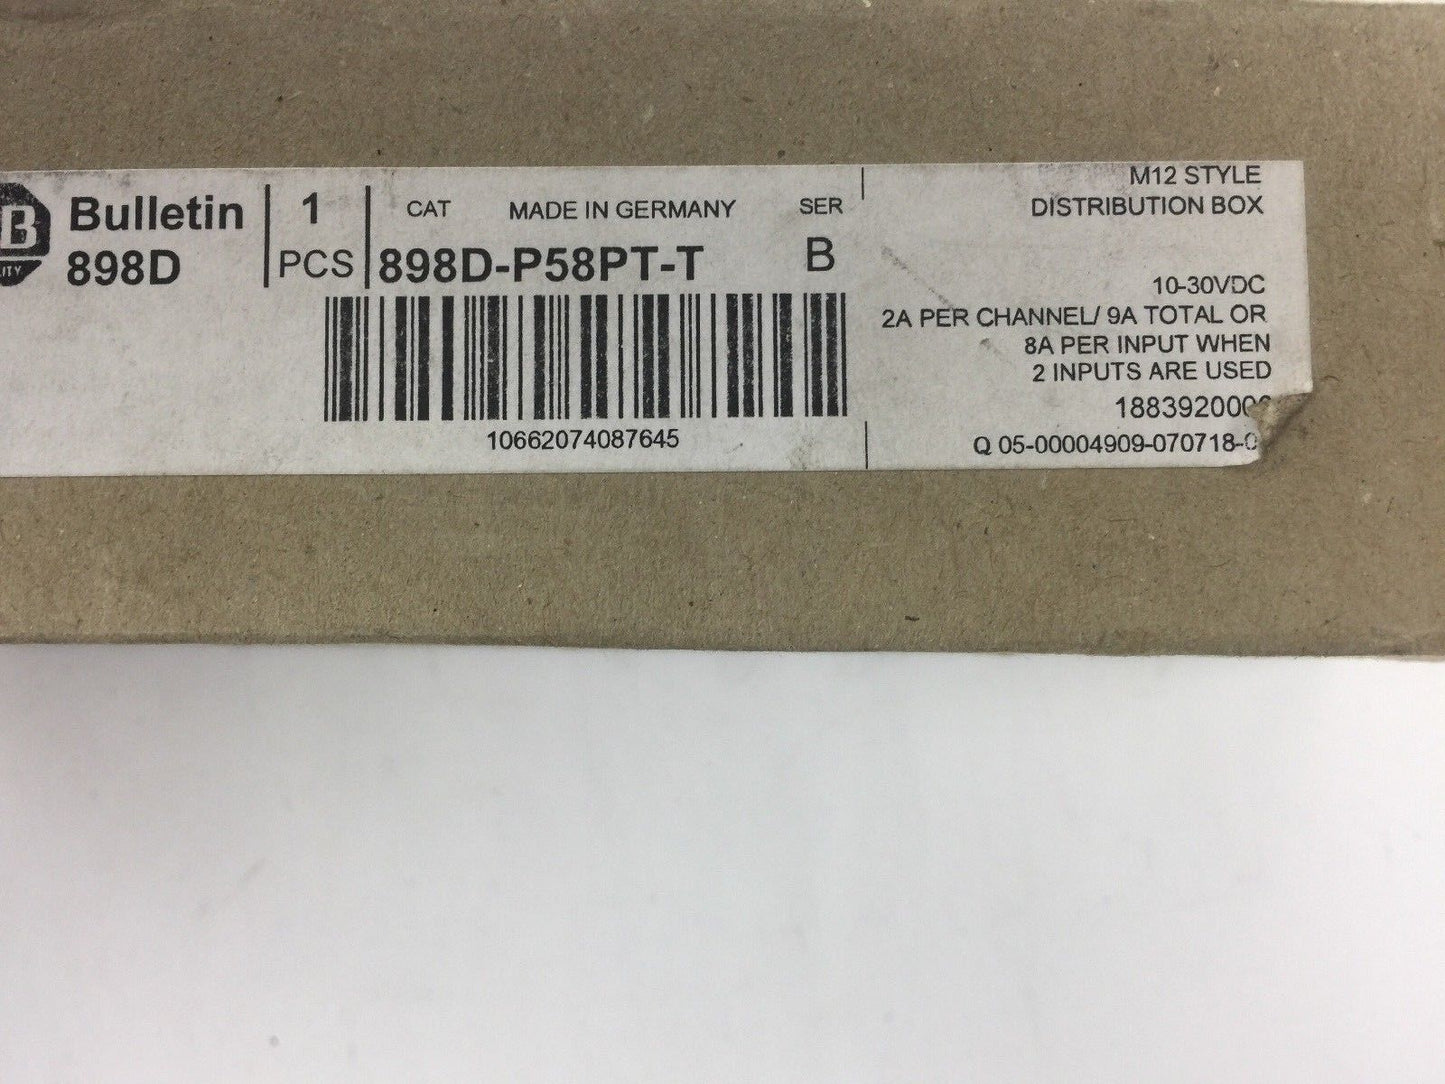 B
ITY
Bulletin
898D
1
PCS
CAT MADE IN GERMANY SER
898D-P58PT-T B
10662074087645
M12 STYLE
DISTRIBUTION BOX
10-30VDC
2A PER CHANNEL/ 9A TOTAL OR
8A PER INPUT WHEN
2 INPUTS ARE USED
Q